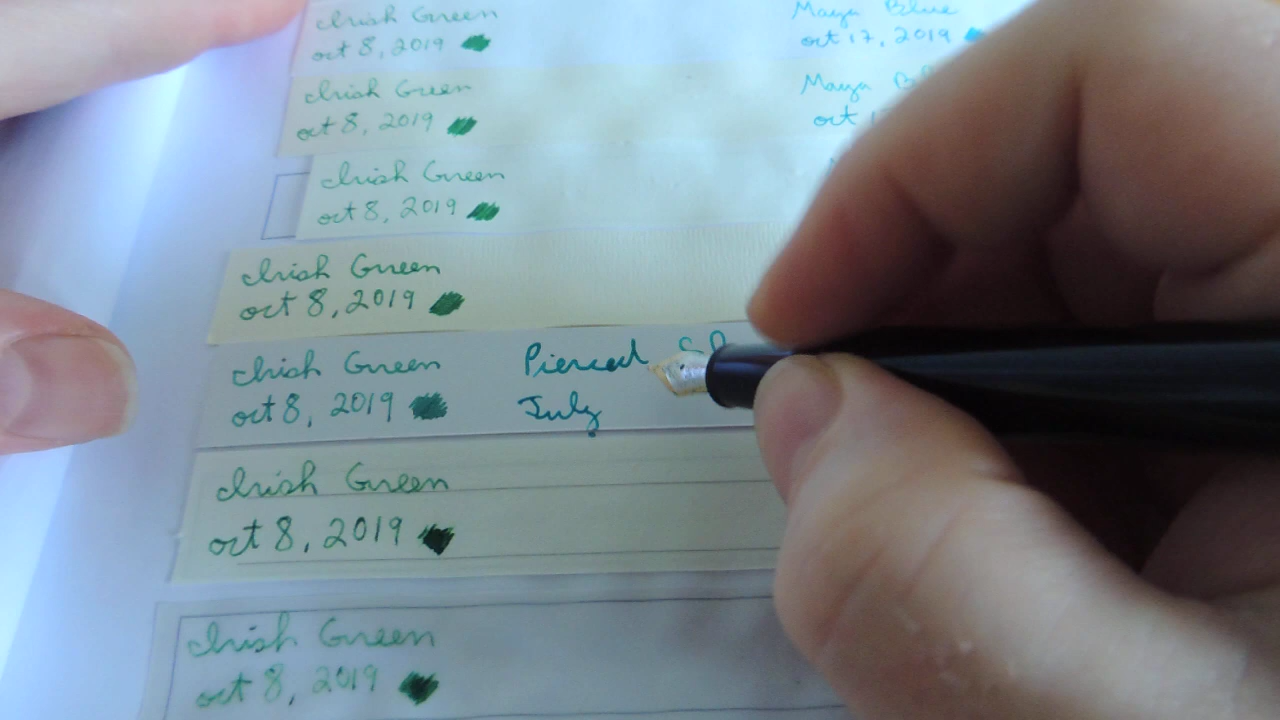 Irish Green
oct 8, 2019
Maya Blue
oct 17, 2019
Irish Green
oct 8, 2019
Maya
oct
Irish Green
oct 8, 2019
Irish Green
oct 8, 2019
Irish Green
oct 8, 2019
Pierced
July
Irish Green
oct 8, 2019
Irish Green
oct 8, 2019